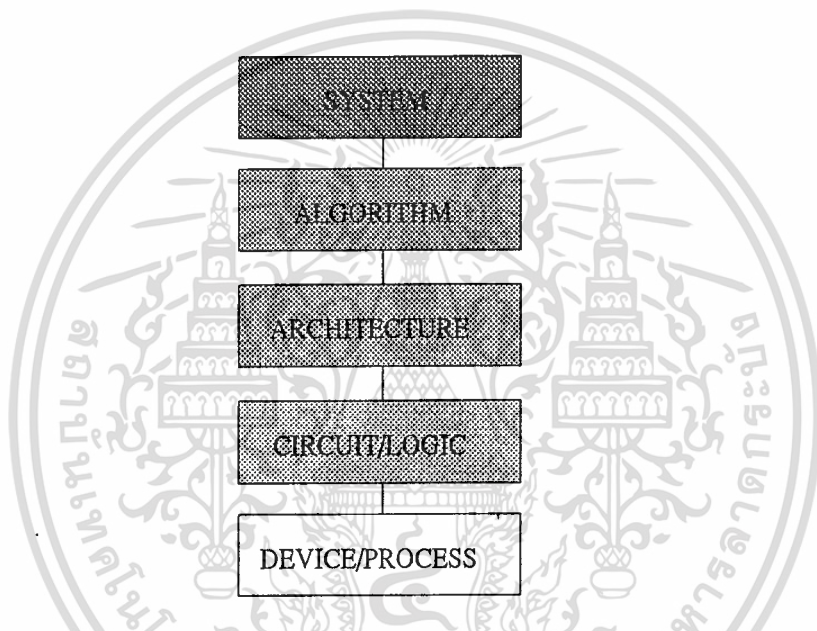 SYSTEM
ALGORITHM
ARCHITECTURE
CIRCUIT/LOGIC
DEVICE/PROCESS